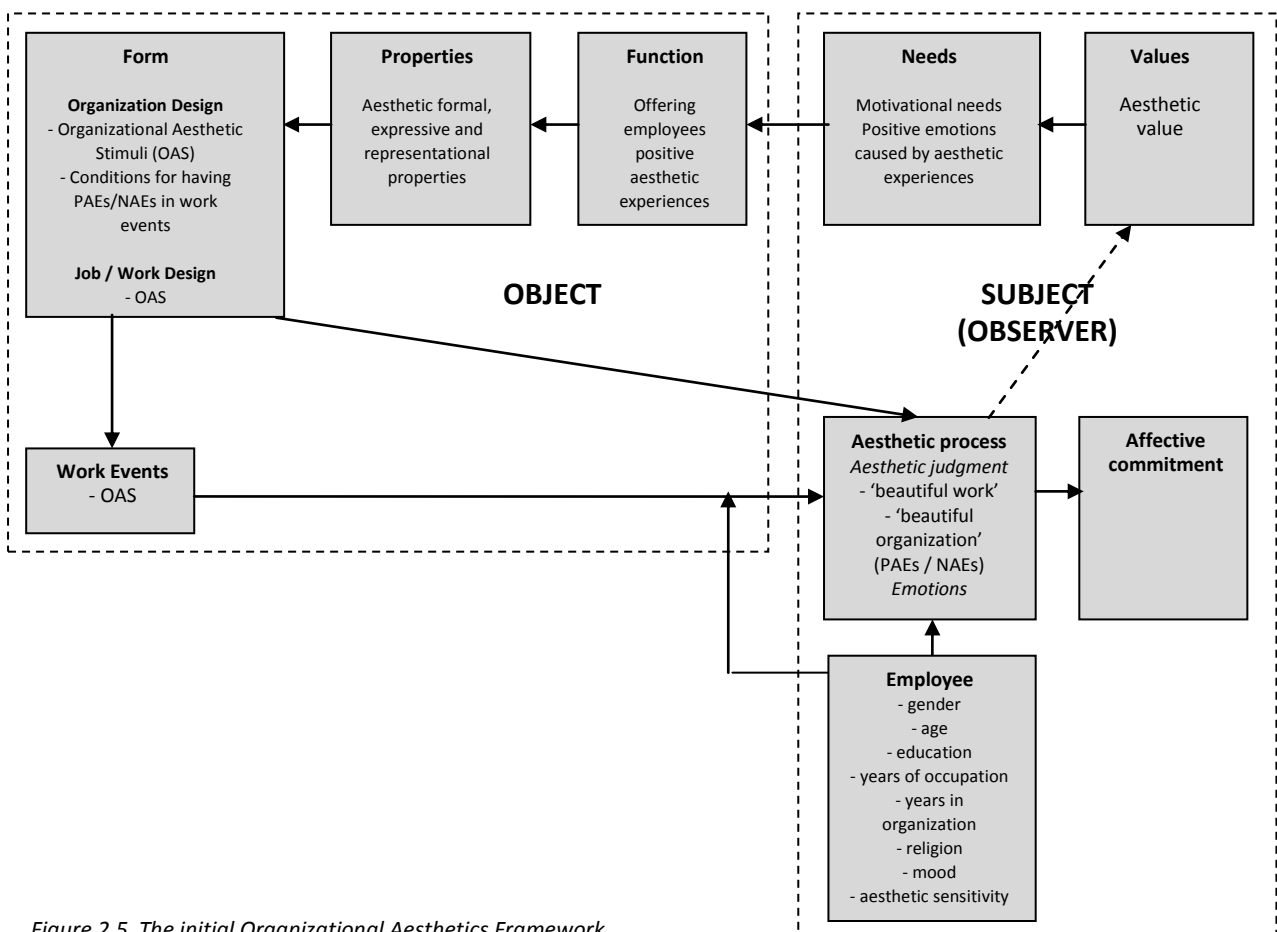 Form
Organization Design
- Organizational Aesthetic
Stimuli (OAS)
- Conditions for having
PAEs/NAEs in work
events
Job / Work Design
- OAS
Properties
Aesthetic formal,
expressive and
representational
properties
Function
Offering
employees
positive
aesthetic
experiences
Needs
Motivational needs
Positive emotions
caused by aesthetic
experiences
Values
Aesthetic
value
OBJECT
SUBJECT
(OBSERVER)
Work Events
- OAS
Aesthetic process
Aesthetic judgment
- ‘beautiful work’
- ‘beautiful
organization’
(PAEs / NAEs)
Emotions
Affective
commitment
Employee
- gender
- age
- education
- years of occupation
- years in
organization
- religion
- mood
- aesthetic sensitivity
Figure 2.5. The initial Organizational Aesthetics Framework